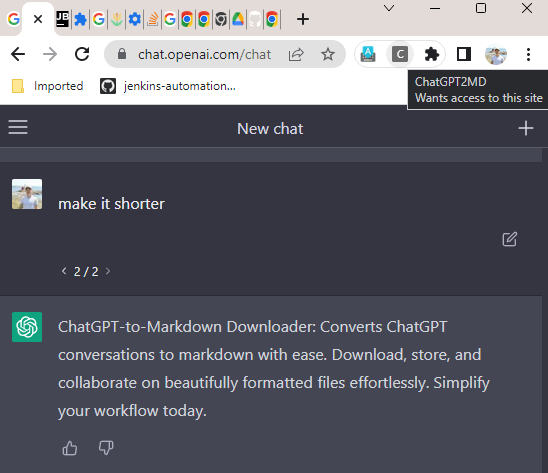 chat.openai.com/chat
Imported
jenkins-automation...
ChatGPT2MD
Wants access to this site
New chat
make it shorter
2 / 2
ChatGPT-to-Markdown Downloader: Converts ChatGPT
conversations to markdown with ease. Download, store, and
collaborate on beautifully formatted files effortlessly. Simplify
your workflow today.